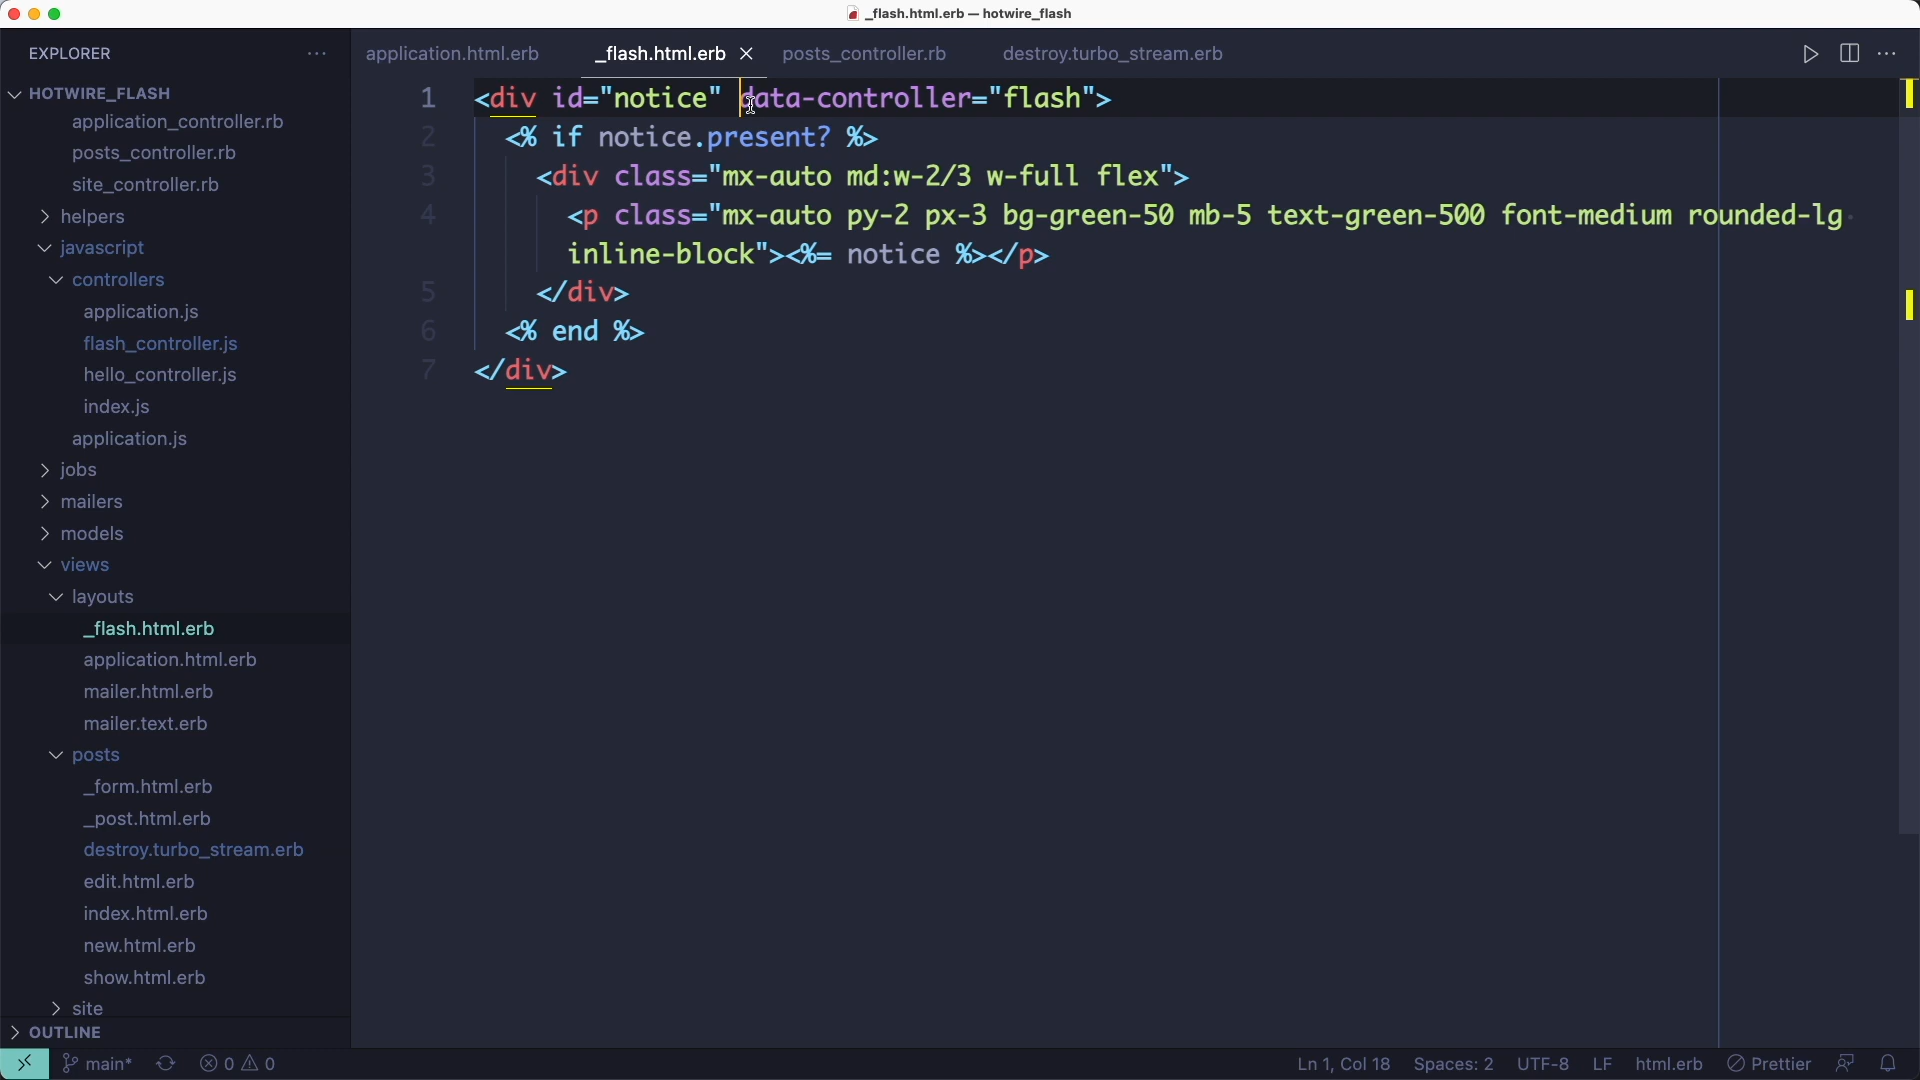 _flash.html.erb — hotwire_flash
EXPLORER
HOTWIRE_FLASH
application_controller.rb
posts_controller.rb
site_controller.rb
helpers
javascript
controllers
application.js
flash_controller.js
hello_controller.js
index.js
application.js
jobs
mailers
models
views
layouts
_flash.html.erb
application.html.erb
mailer.html.erb
mailer.text.erb
posts
_form.html.erb
_post.html.erb
destroy.turbo_stream.erb
edit.html.erb
index.html.erb
new.html.erb
show.html.erb
site
OUTLINE
application.html.erb _flash.html.erb posts_controller.rb destroy.turbo_stream.erb
1 <div id="notice" data-controller="flash">
2 <% if notice.present? %>
3 <div class="mx-auto md:w-2/3 w-full flex">
4 <p class="mx-auto py-2 px-3 bg-green-50 mb-5 text-green-500 font-medium rounded-lg
inline-block"><%= notice %></p>
5 </div>
6 <% end %>
7 </div>
main* 0 0 Ln 1, Col 18 Spaces: 2 UTF-8 LF html.erb Prettier